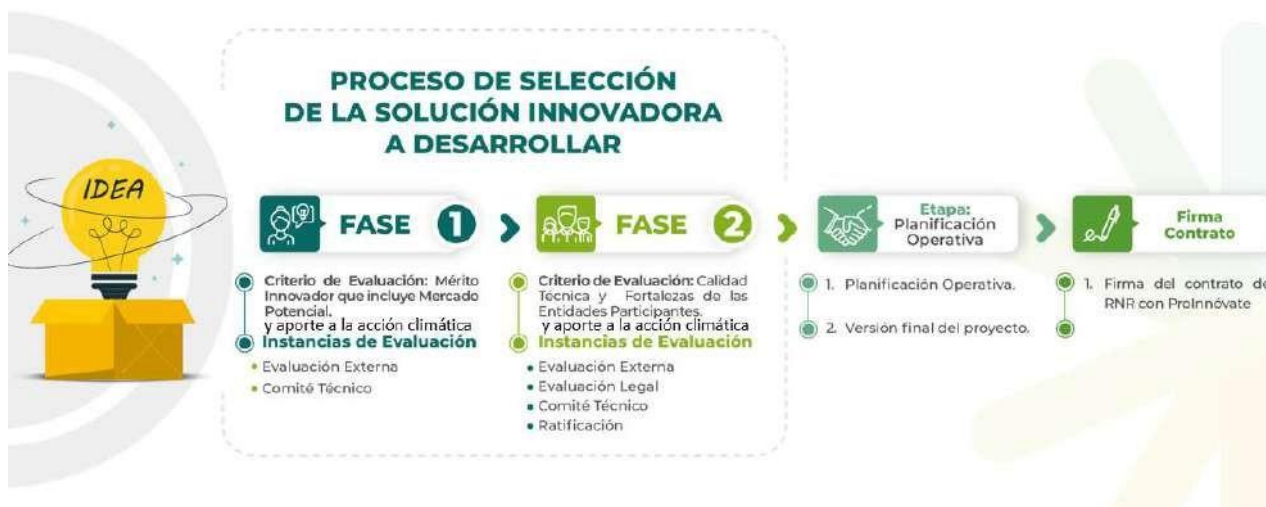 IDEA
PROCESO DE SELECCIÓN
DE LA SOLUCIÓN INNOVADORA
A DESARROLLAR
FASE 1
Criterio de Evaluación: Mérito
Innovador que incluye Mercado
Potencial.
y aporte a la acción climática
Instancias de Evaluación
• Evaluación Externa
• Comité Técnico
FASE 2
Criterio de Evaluación: Calidad
Técnica y Fortalezas de las
Entidades Participantes.
y aporte a la acción climática
Instancias de Evaluación
• Evaluación Externa
• Evaluación Legal
• Comité Técnico
• Ratificación
Etapa:
Planificación
Operativa
1. Planificación Operativa.
2. Versión final del proyecto.
Firma
Contrato
1. Firma del contrato de
RNR con ProInnóvate